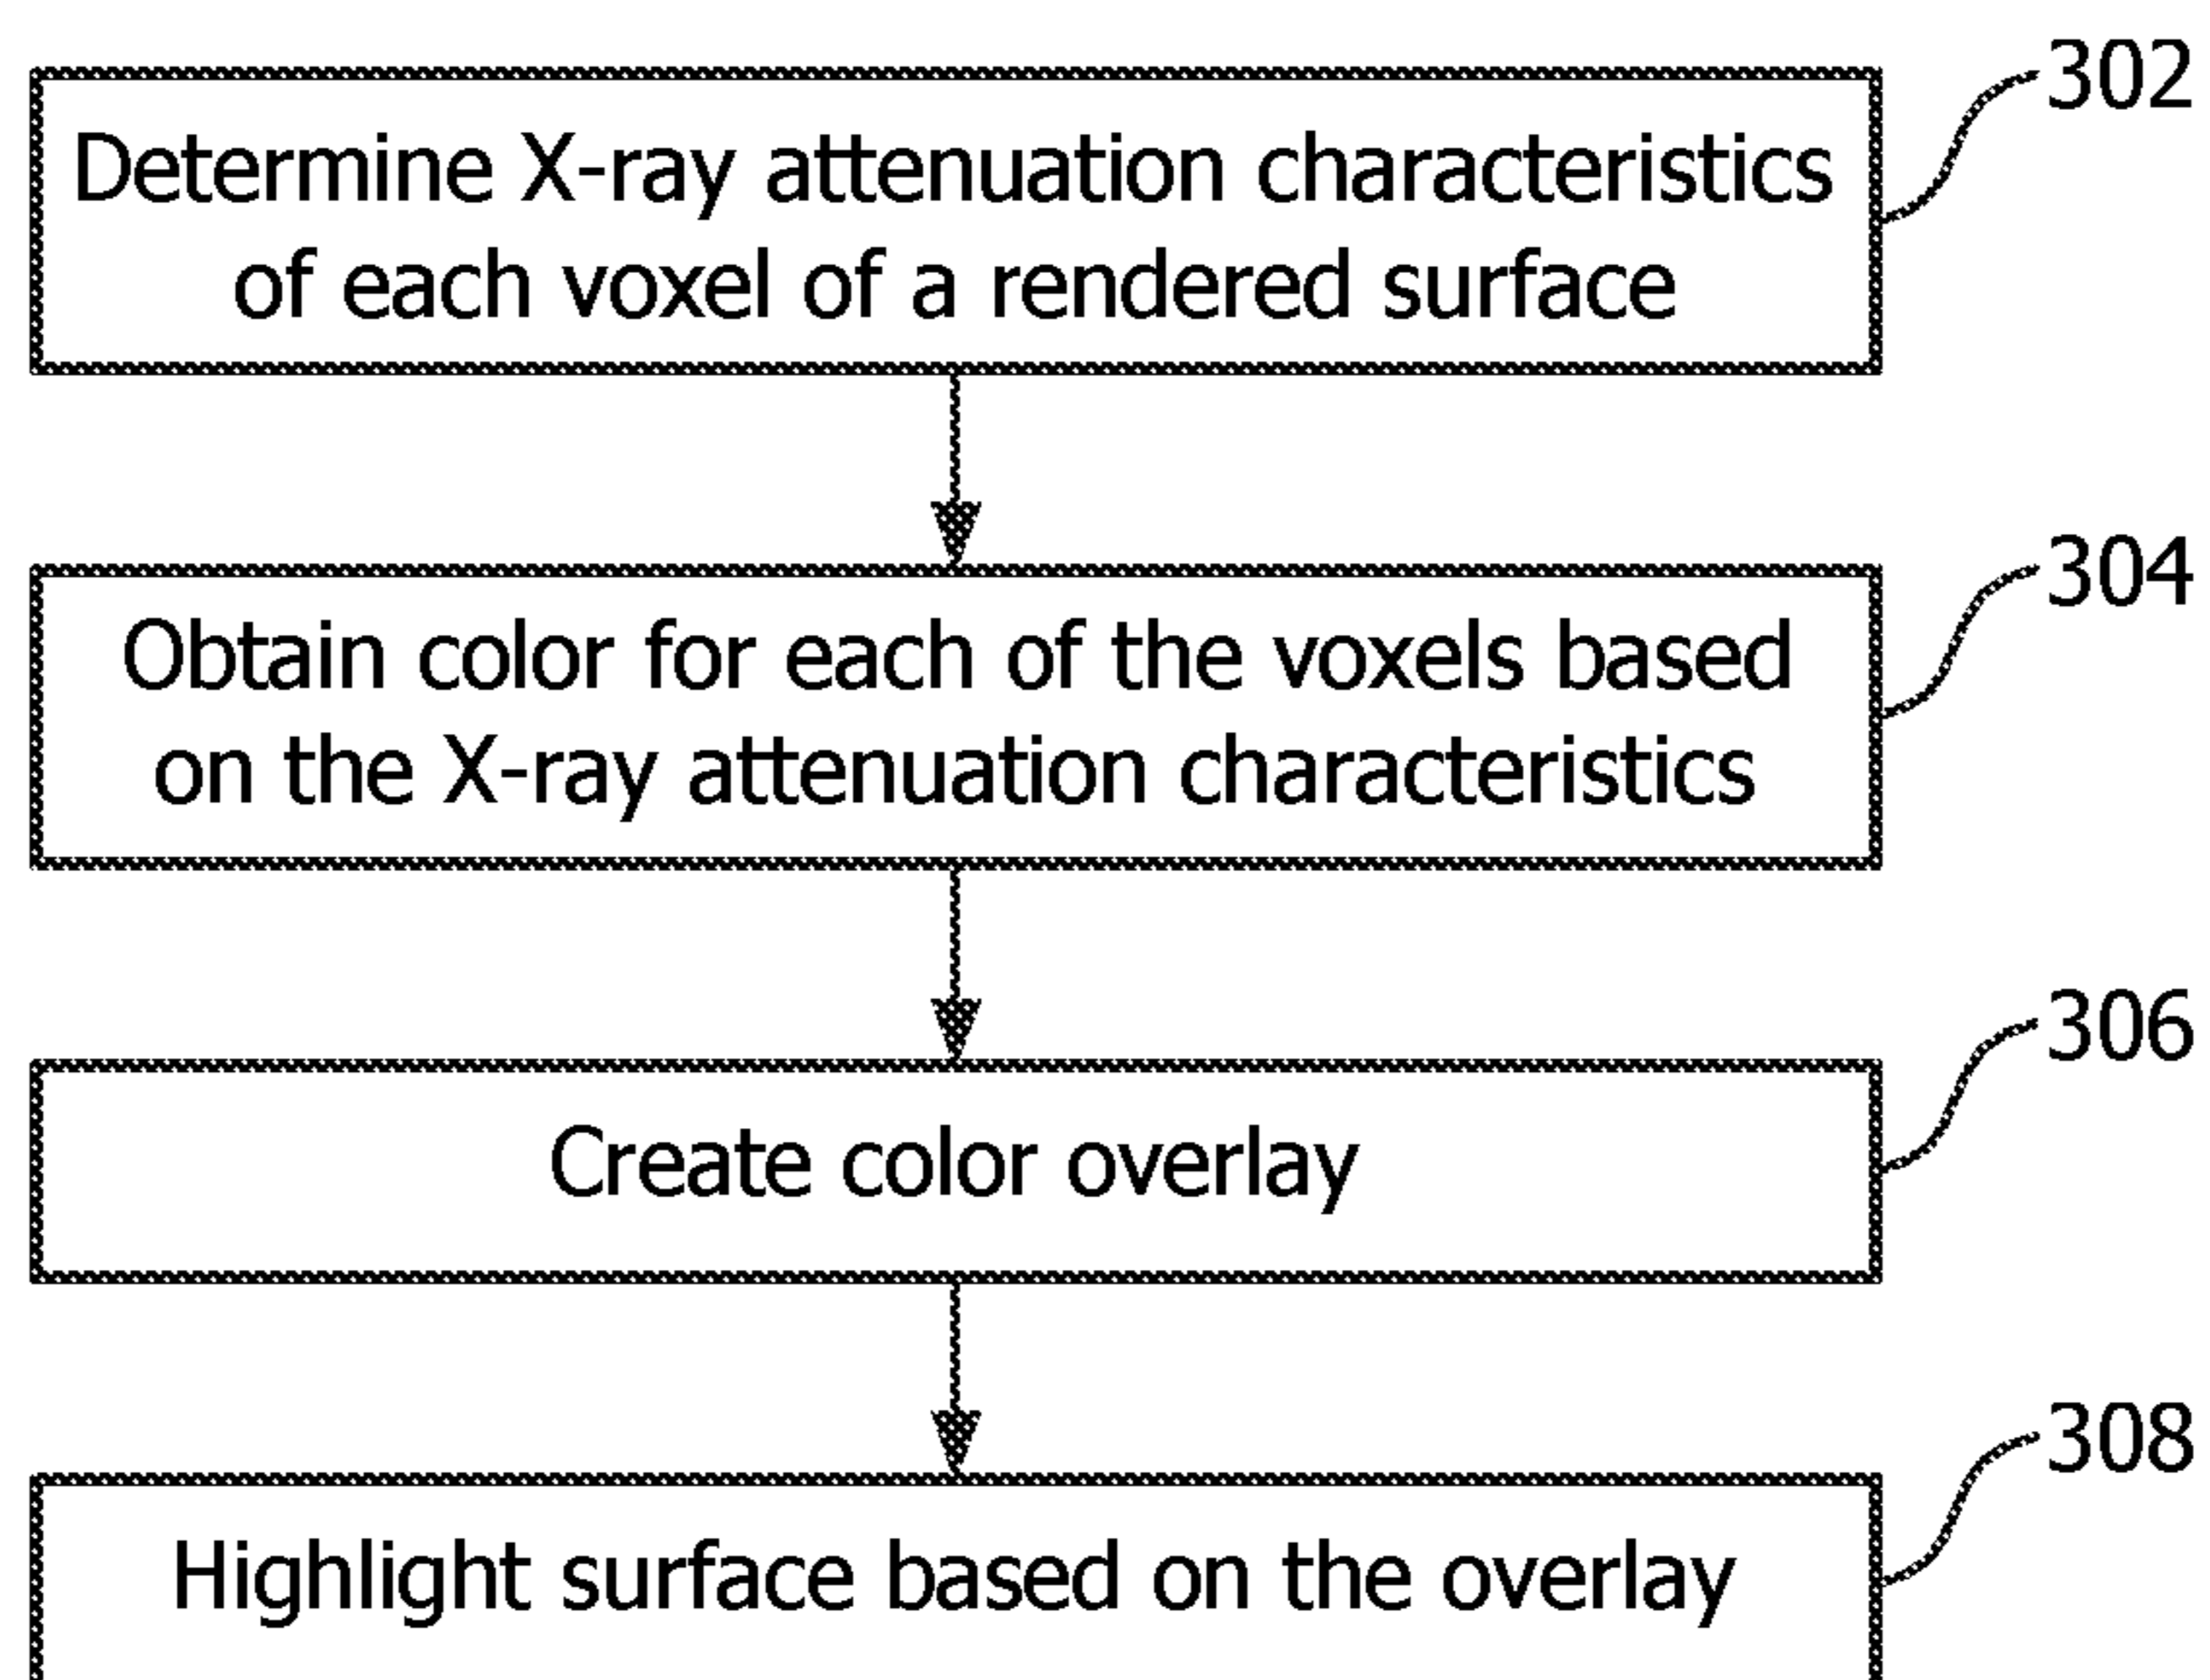 302
Determine X-ray attenuation characteristics
of each voxel of a rendered surface
304
Obtain color for each of the voxels based
on the X-ray attenuation characteristics
306
Create color overlay
308
Highlight surface based on the overlay